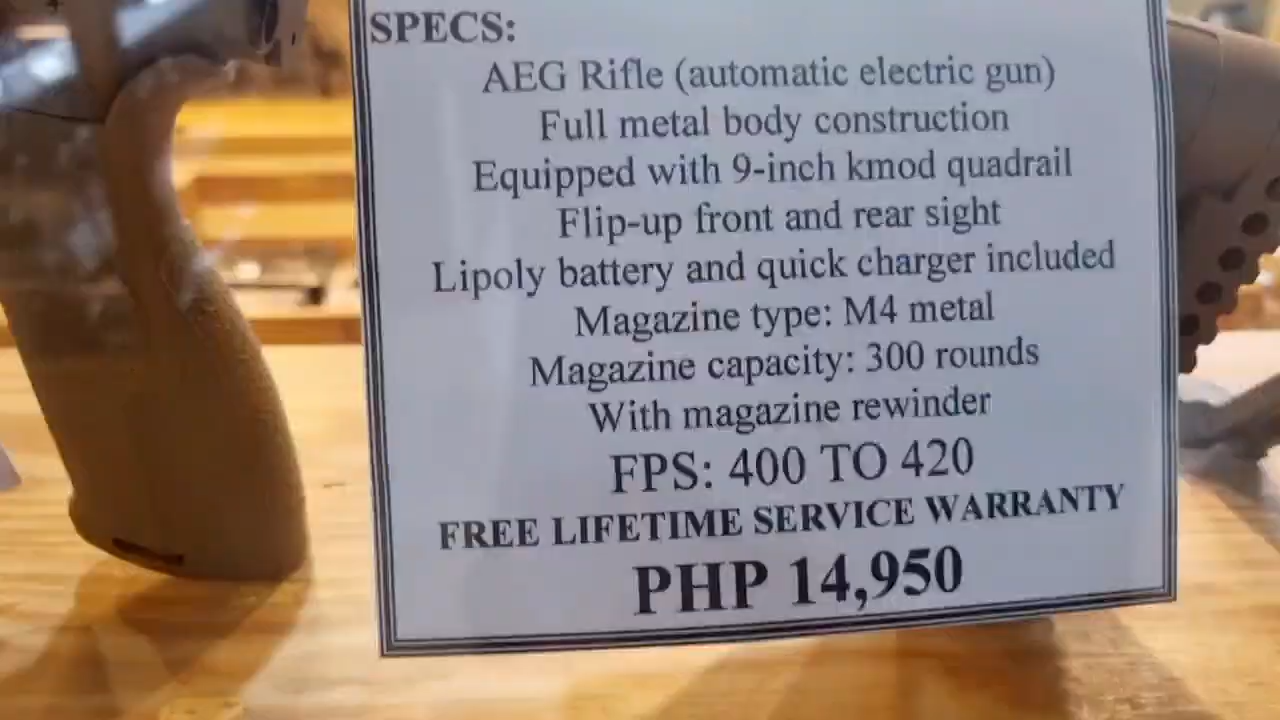 SPECS:
AEG Rifle (automatic electric gun)
Full metal body construction
Equipped with 9-inch kmod quadrail
Flip-up front and rear sight
Lipoly battery and quick charger included
Magazine type: M4 metal
Magazine capacity: 300 rounds
With magazine rewinder
FPS: 400 TO 420
FREE LIFETIME SERVICE WARRANTY
PHP 14,950